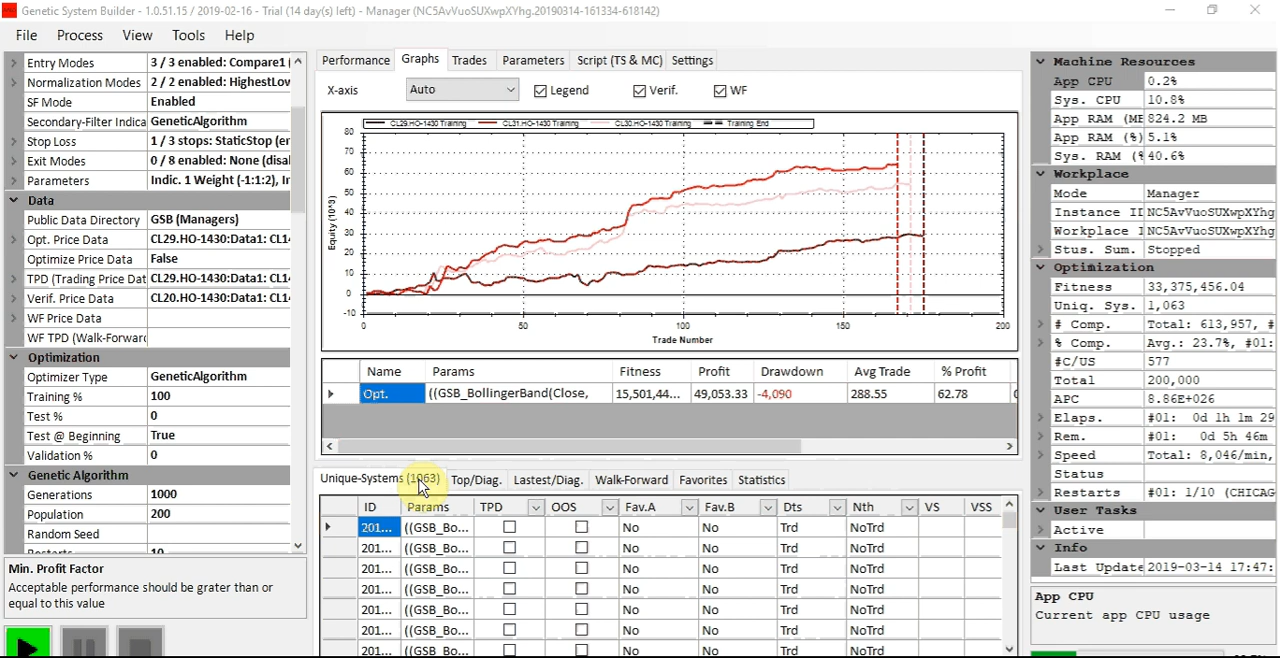 Genetic System Builder - 1.0.51.15 / 2019-02-16 - Trial (14 day(s) left) - Manager (NC5AvVuoSUXwpXYhg.20190314-161334-618142)
File Process View Tools Help
Entry Modes 3 / 3 enabled: Compare1 (
Normalization Modes 2 / 2 enabled: HighestLov
SF Mode Enabled
Secondary-Filter Indica GeneticAlgorithm
Stop Loss 1 / 3 stops: StaticStop (er
Exit Modes 0 / 8 enabled: None (disal
Parameters Indic. 1 Weight (-1:1:2), Ir
Data
Public Data Directory GSB (Managers)
Opt. Price Data CL29.HO-1430:Data1: CL1
Optimize Price Data False
TPD (Trading Price Dat CL29.HO-1430:Data1: CL1
Verif. Price Data CL20.HO-1430:Data1: CL1
WF Price Data
WF TPD (Walk-Forward
Optimization
Optimizer Type GeneticAlgorithm
Training % 100
Test % 0
Test @ Beginning True
Validation % 0
Genetic Algorithm
Generations 1000
Population 200
Random Seed
Restarts 10
Min. Profit Factor
Acceptable performance should be grater than or
equal to this value
Performance Graphs Trades Parameters Script (TS & MC) Settings
X-axis Auto Legend Verif. WF
CL29.HO-1430 Training CL31.HO-1430 Training CL30.HO-1430 Training Training End
80
70
60
50
40
30
20
10
0
-10
Equity (10^3)
0 50 100 150 200
Trade Number
Name Params Fitness Profit Drawdown Avg Trade % Profit
Opt. ((GSB_BollingerBand(Close, 15,501,44... 49,053.33 -4,090 288.55 62.78
Unique-Systems (1063) Top/Diag. Lastest/Diag. Walk-Forward Favorites Statistics
ID Params TPD OOS Fav.A Fav.B Dts Nth VS VSS
201... ((GSB_Bo... No No Trd NoTrd
201... ((GSB_Bo... No No Trd NoTrd
201... ((GSB_Bo... No No Trd NoTrd
201... ((GSB_Bo... No No Trd NoTrd
201... ((GSB_Bo... No No Trd NoTrd
201... ((GSB_Bo... No No Trd NoTrd
201... ((GSB_Bo... No No Trd NoTrd
Machine Resources
App CPU 0.2%
Sys. CPU 10.8%
App RAM (ME 824.2 MB
App RAM (%) 5.1%
Sys. RAM (% 40.6%
Workplace
Mode Manager
Instance II NC5AvVuoSUXwpXYhg
Workplace I NC5AvVuoSUXwpXYhg
Stus. Sum. Stopped
Optimization
Fitness 33,375,456.04
Uniq. Sys. 1,063
# Comp. Total: 613,957, #
% Comp. Avg.: 23.7%, #01:
#C/US 577
Total 200,000
APC 8.86E+026
Elaps. #01: 0d 1h 1m 29
Rem. #01: 0d 5h 46m
Speed Total: 8,046/min,
Status
Restarts #01: 1/10 (CHICAG
User Tasks
Active
Info
Last Update 2019-03-14 17:47:
App CPU
Current app CPU usage